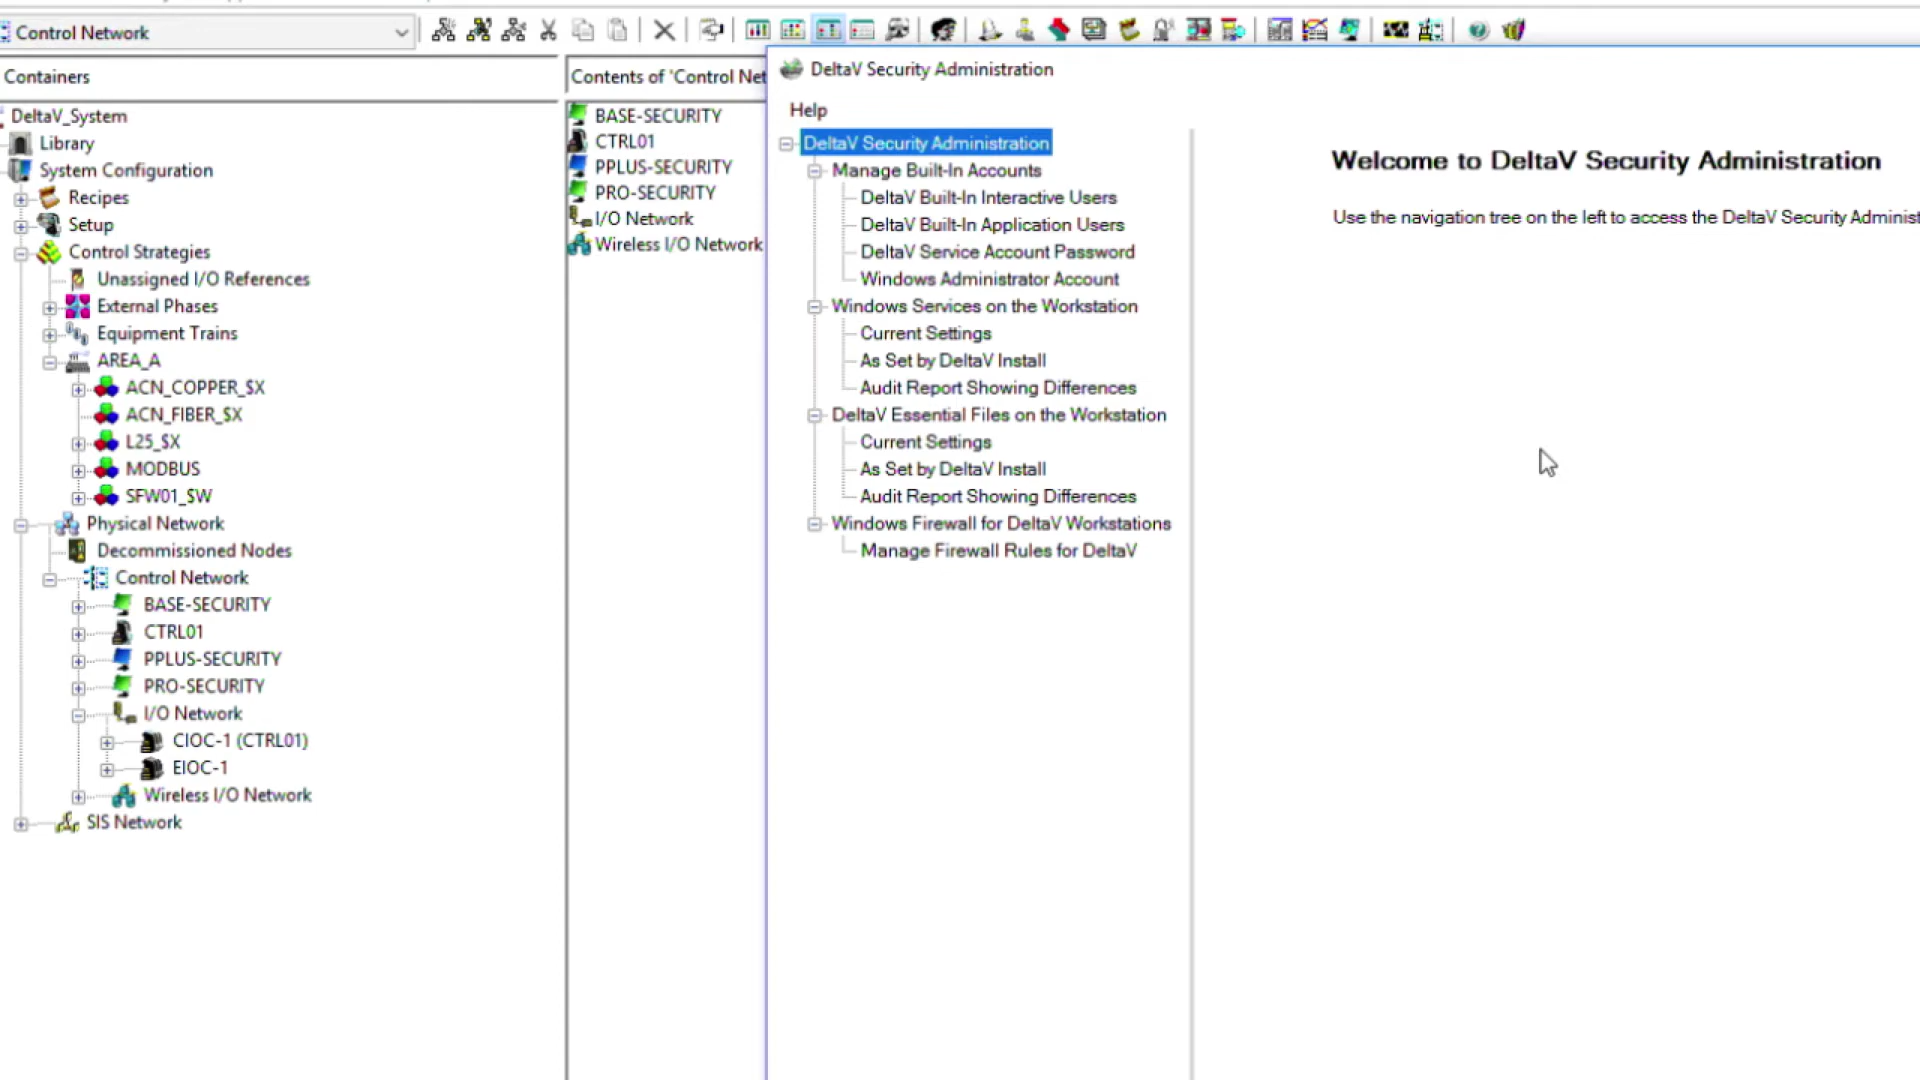 Control Network
Containers
DeltaV_System
Library
System Configuration
Recipes
Setup
Control Strategies
Unassigned I/O References
External Phases
Equipment Trains
AREA_A
ACN_COPPER_$X
ACN_FIBER_$X
L25_$X
MODBUS
SFW01_$W
Physical Network
Decommissioned Nodes
Control Network
BASE-SECURITY
CTRL01
PPLUS-SECURITY
PRO-SECURITY
I/O Network
CIOC-1 (CTRL01)
EIOC-1
Wireless I/O Network
SIS Network
Contents of 'Control Net
BASE-SECURITY
CTRL01
PPLUS-SECURITY
PRO-SECURITY
I/O Network
Wireless I/O Network
DeltaV Security Administration
Help
DeltaV Security Administration
Manage Built-In Accounts
DeltaV Built-In Interactive Users
DeltaV Built-In Application Users
DeltaV Service Account Password
Windows Administrator Account
Windows Services on the Workstation
Current Settings
As Set by DeltaV Install
Audit Report Showing Differences
DeltaV Essential Files on the Workstation
Current Settings
As Set by DeltaV Install
Audit Report Showing Differences
Windows Firewall for DeltaV Workstations
Manage Firewall Rules for DeltaV
Welcome to DeltaV Security Administration
Use the navigation tree on the left to access the DeltaV Security Administ